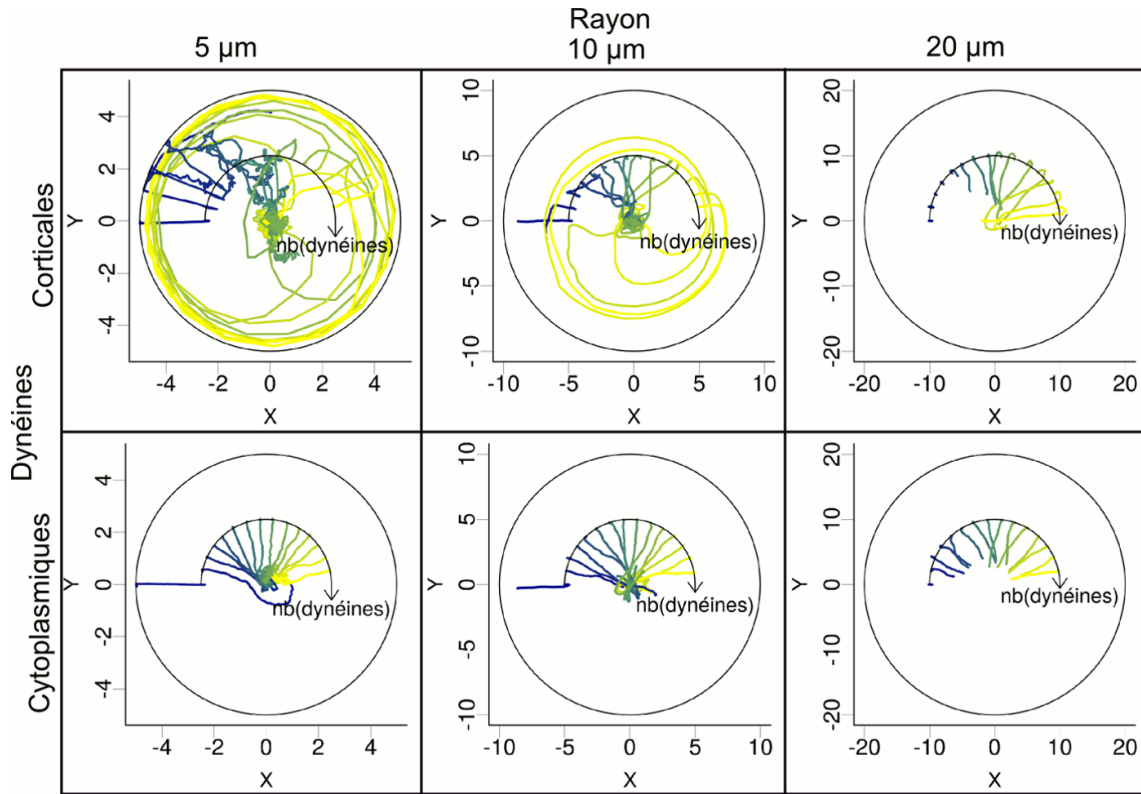 Rayon
5 µm
10 µm
20 µm
Dynéines
Corticales
Y
4
2
0
-2
-4
nb(dynéines)
-4 -2 0 2 4
X
Y
10
5
0
-5
-10
nb(dynéines)
-10 -5 0 5 10
X
Y
20
10
0
-10
-20
nb(dynéines)
-20 -10 0 10 20
X
Cytoplasmiques
Y
4
2
0
-2
-4
nb(dynéines)
-4 -2 0 2 4
X
Y
10
5
0
-5
-10
nb(dynéines)
-10 -5 0 5 10
X
Y
20
10
0
-10
-20
nb(dynéines)
-20 -10 0 10 20
X